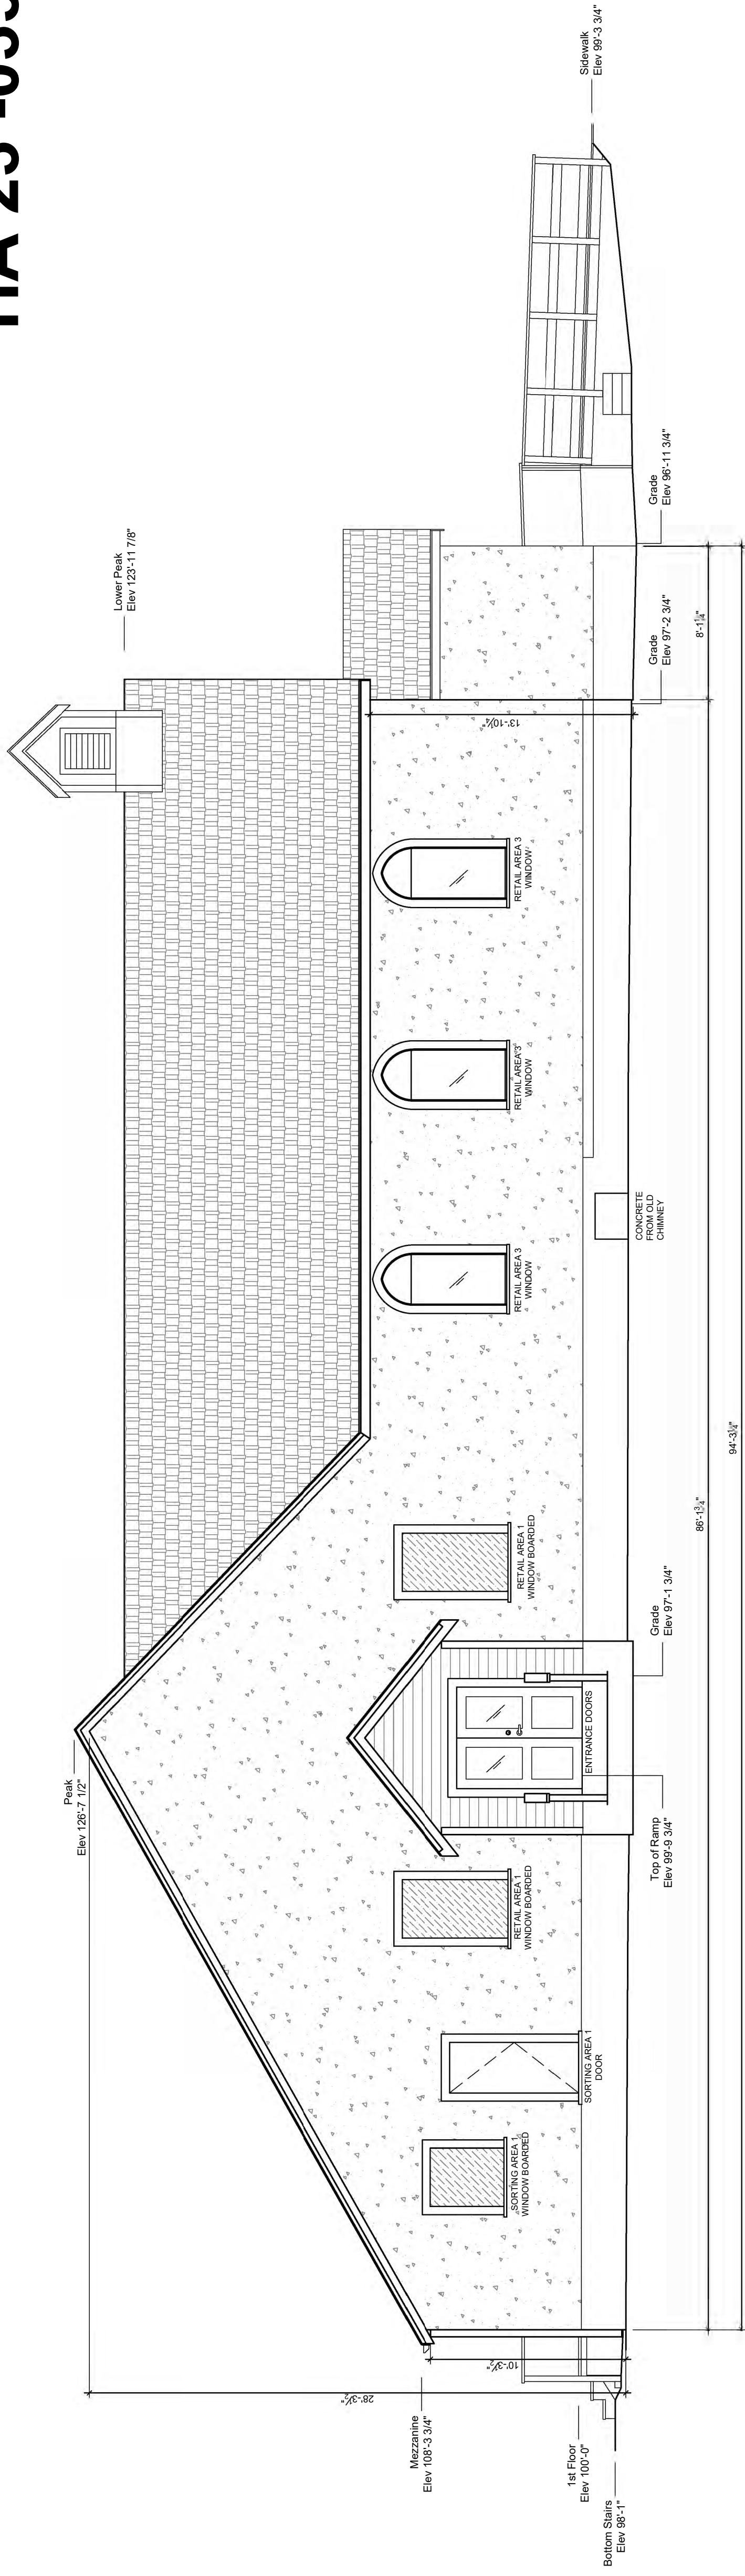 Peak
Elev 126'-7 1/2"
Lower Peak
Elev 123'-11 7/8"
Sidewalk
Elev 99'-3 3/4"
Mezzanine
Elev 108'-3 3/4"
1st Floor
Elev 100'-0"
Bottom Stairs
Elev 98'-1"
28'-3½"
10'-3½"
SORTING AREA 1
WINDOW BOARDED
SORTING AREA 1
DOOR
RETAIL AREA 1
WINDOW BOARDED
ENTRANCE DOORS
RETAIL AREA 1
WINDOW BOARDED
RETAIL AREA 3
WINDOW
RETAIL AREA 3
WINDOW
RETAIL AREA 3
WINDOW
13'-10¼"
CONCRETE
FROM OLD
CHIMNEY
Top of Ramp
Elev 99'-9 3/4"
Grade
Elev 97'-1 3/4"
Grade
Elev 97'-2 3/4"
Grade
Elev 96'-11 3/4"
86'-1¾"
8'-1½"
94'-3¼"